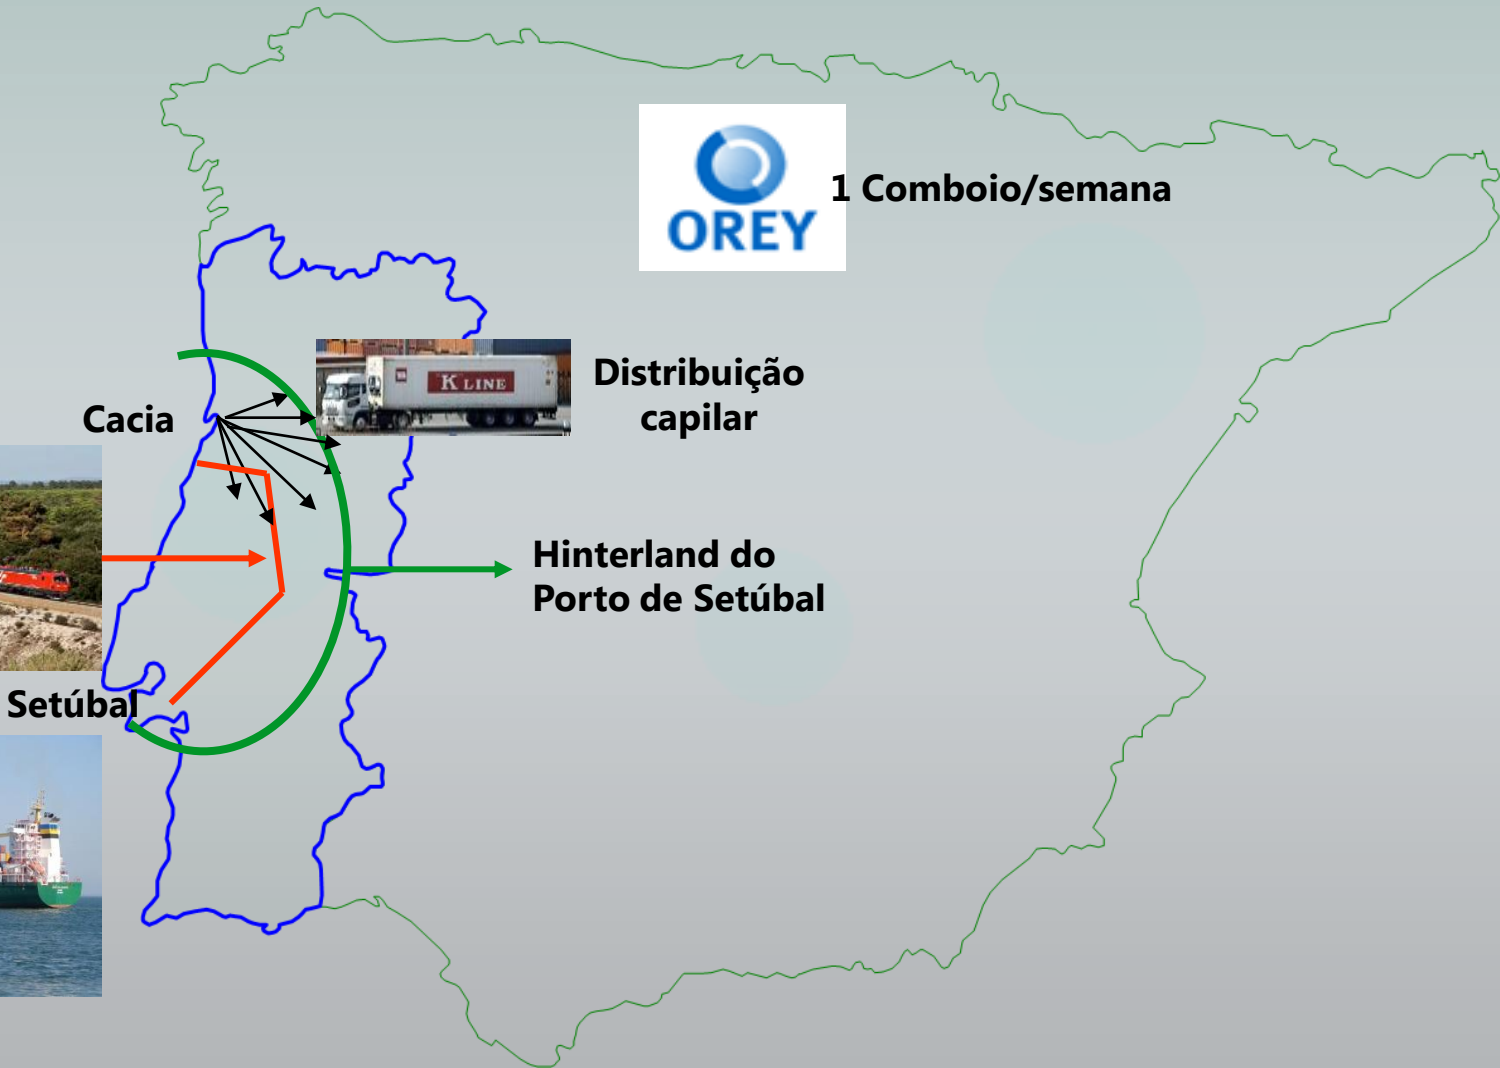 OREY
1 Comboio/semana
K LINE
Distribuição
capilar
Cacia
Hinterland do
Porto de Setúbal
Setúbal